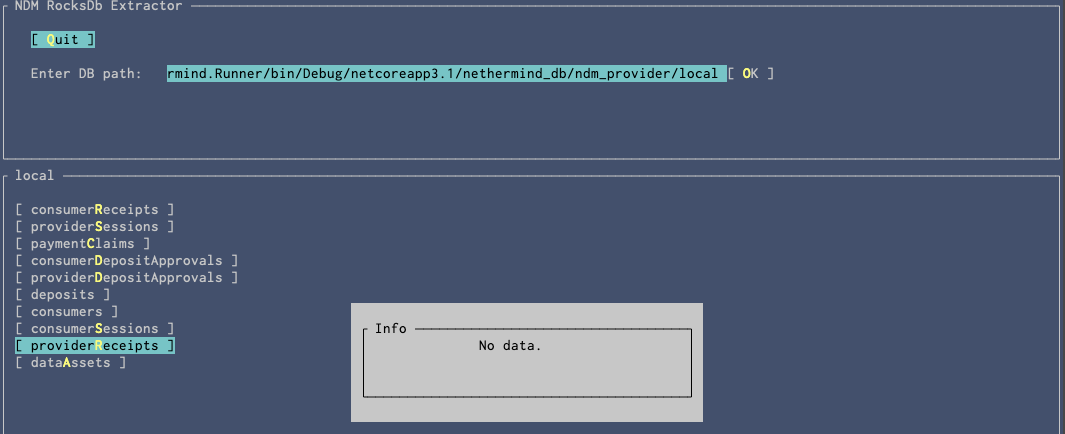 NDM RocksDb Extractor
[ Quit ]
Enter DB path: rmind.Runner/bin/Debug/netcoreapp3.1/nethermind_db/ndm_provider/local [ OK ]
local
[ consumerReceipts ]
[ providerSessions ]
[ paymentClaims ]
[ consumerDepositApprovals ]
[ providerDepositApprovals ]
[ deposits ]
[ consumers ]
[ consumerSessions ]
[ providerReceipts ]
[ dataAssets ]
Info
No data.